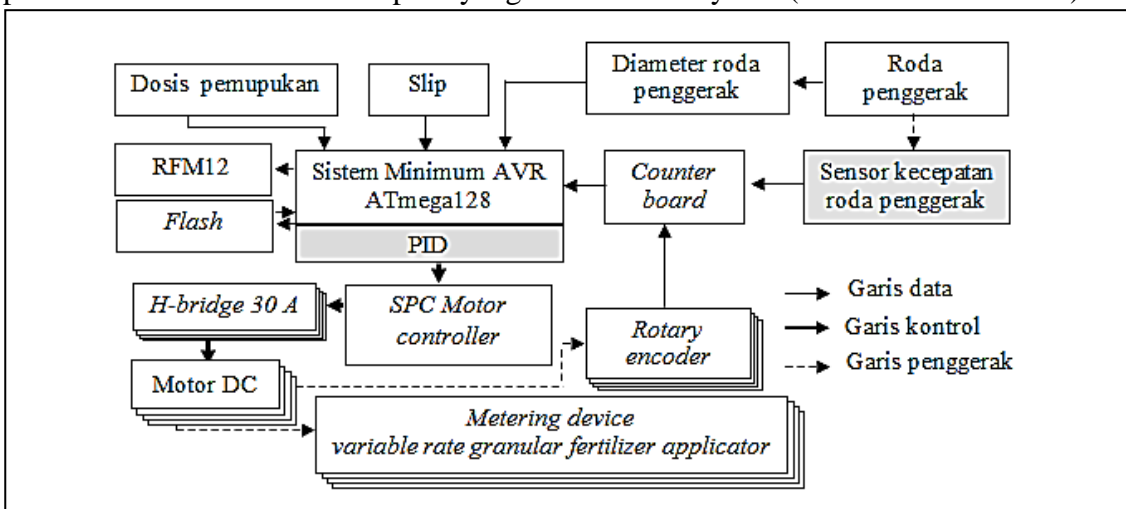 Dosis pemupukan
Slip
Diameter roda
penggerak
Roda
penggerak
RFM12
Sistem Minimum AVR
ATmega128
Counter
board
Sensor kecepatan
roda penggerak
Flash
PID
H-bridge 30 A
SPC Motor
controller
Rotary
encoder
Garis data
Garis kontrol
Garis penggerak
Motor DC
Metering device
variable rate granular fertilizer applicator